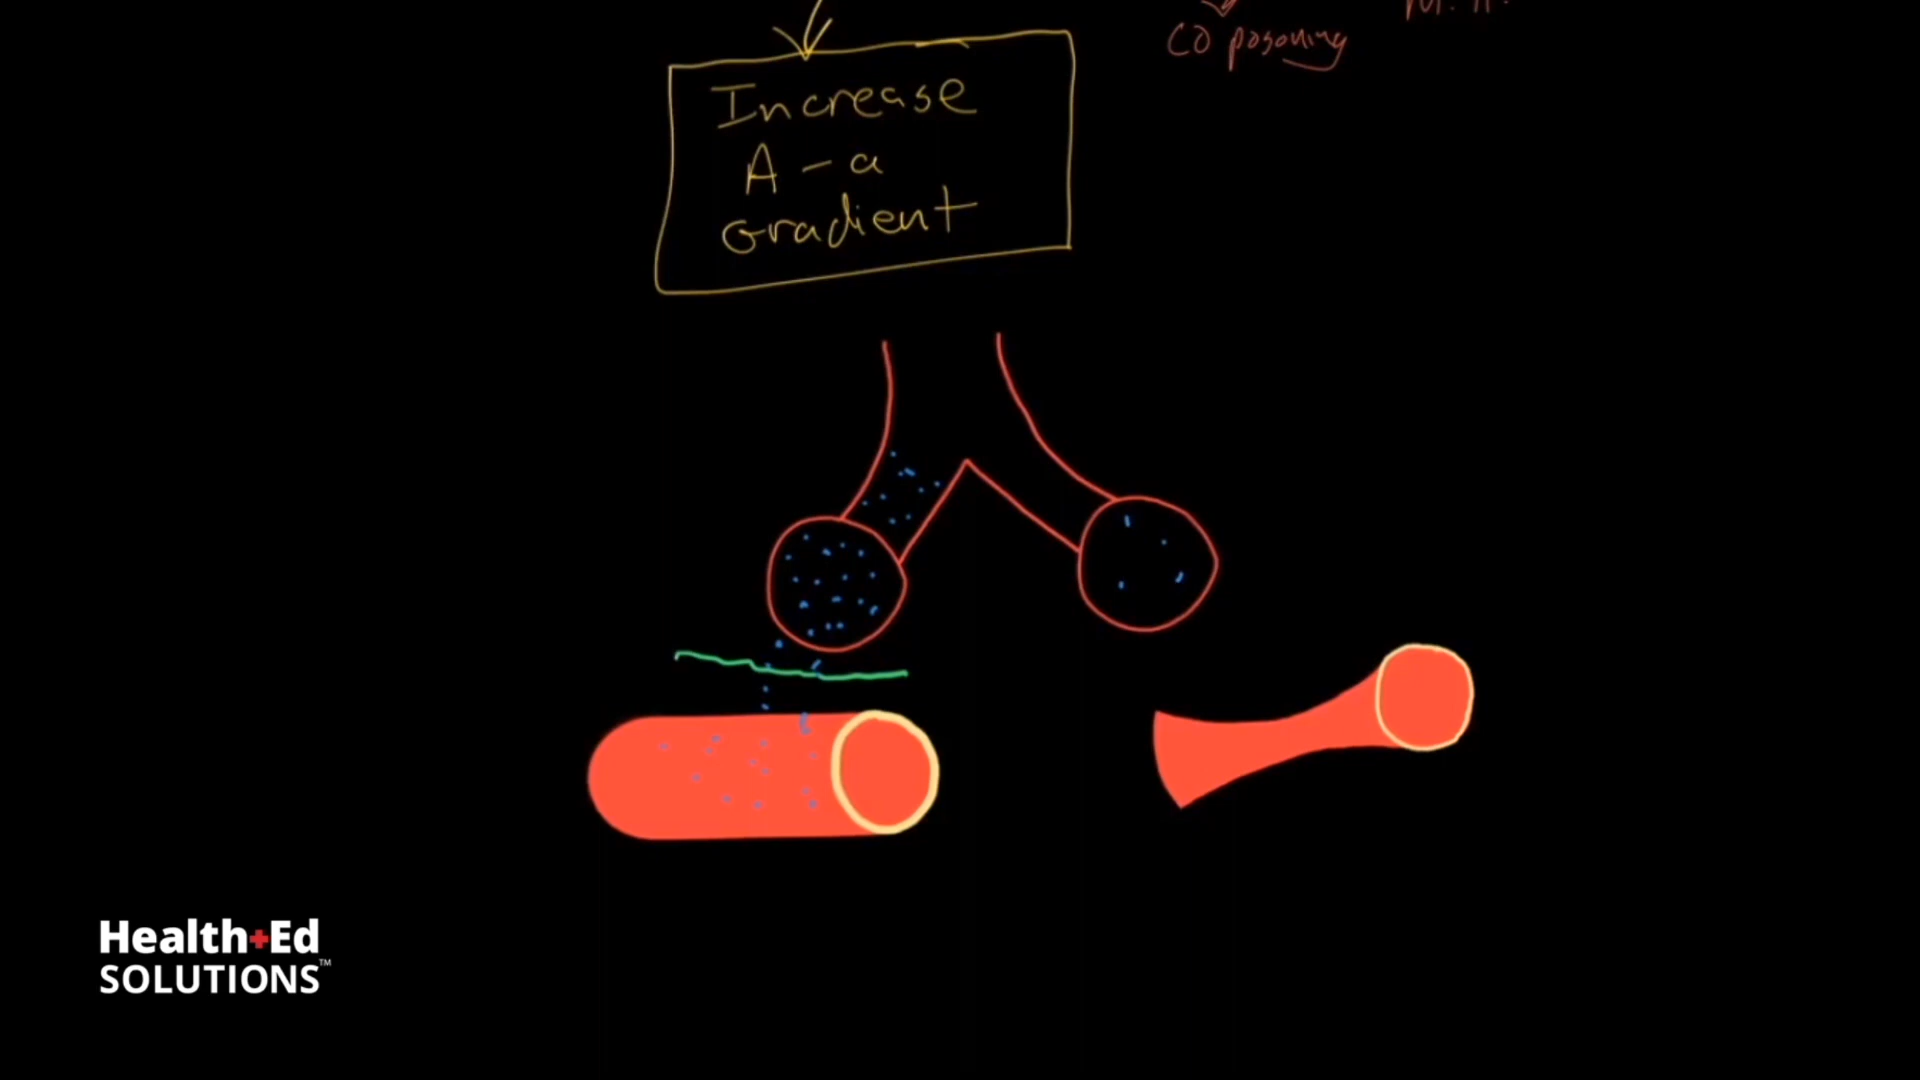 CO posoning
Increase
A - a
Gradient
Health+Ed
SOLUTIONS™